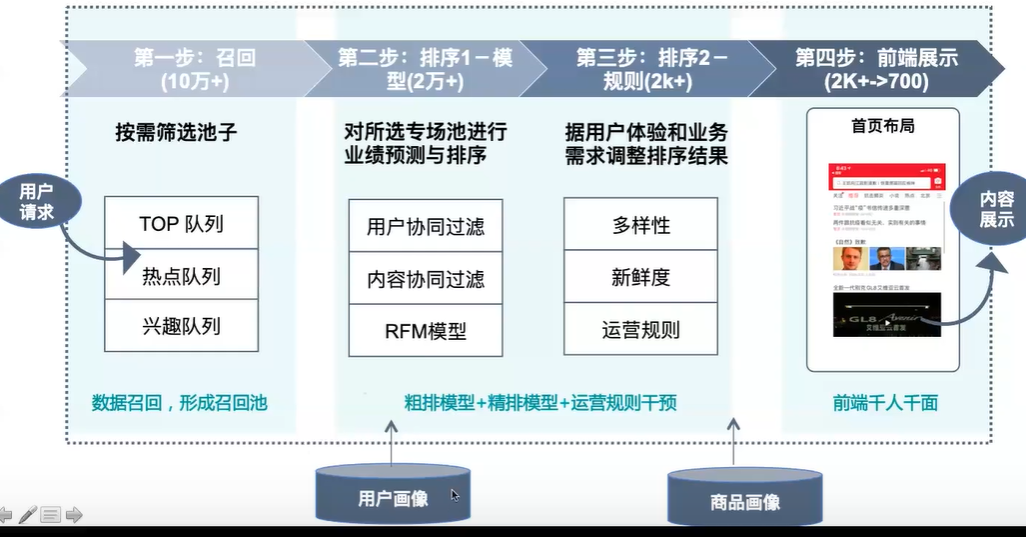 第一步：召回
(10万+)
第二步：排序1－模
型(2万+)
第三步：排序2－
规则(2k+)
第四步：前端展示
(2K+->700)
按需筛选池子
对所选专场池进行
业绩预测与排序
据用户体验和业务
需求调整排序结果
首页布局
用户
请求
TOP 队列
热点队列
兴趣队列
用户协同过滤
内容协同过滤
RFM模型
多样性
新鲜度
运营规则
内容
展示
GL8 Avenir
艾维亚云首发
数据召回，形成召回池
粗排模型+精排模型+运营规则干预
前端千人千面
用户画像
商品画像